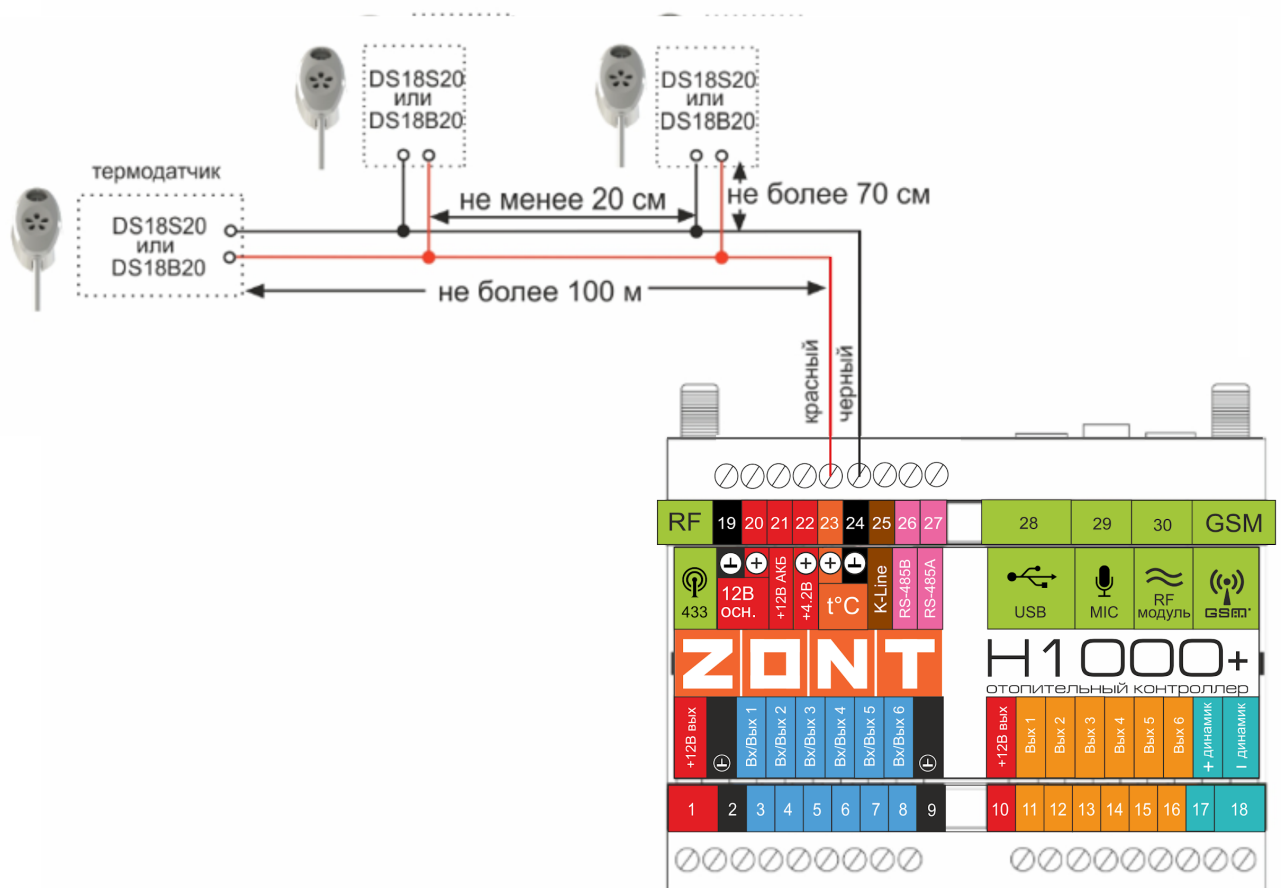 DS18S20
или
DS18B20
DS18S20
или
DS18B20
термодатчик
не менее 20 см
не более 70 см
DS18S20
или
DS18B20
не более 100 м
красный
черный
RF 19 20 21 22 23 24 25 26 27 28 29 30 GSM
433
12В
осн.
+12В АКБ
+4.2В
t°C
K-Line
RS-485B
RS-485A
USB
MIC
RF
модуль
GSM
ZONT
H1000+
отопительный контроллер
+12В вых
Вх/Вых 1
Вх/Вых 2
Вх/Вых 3
Вх/Вых 4
Вх/Вых 5
Вх/Вых 6
+12В вых
Вых 1
Вых 2
Вых 3
Вых 4
Вых 5
Вых 6
+ динамик
− динамик
1 2 3 4 5 6 7 8 9 10 11 12 13 14 15 16 17 18